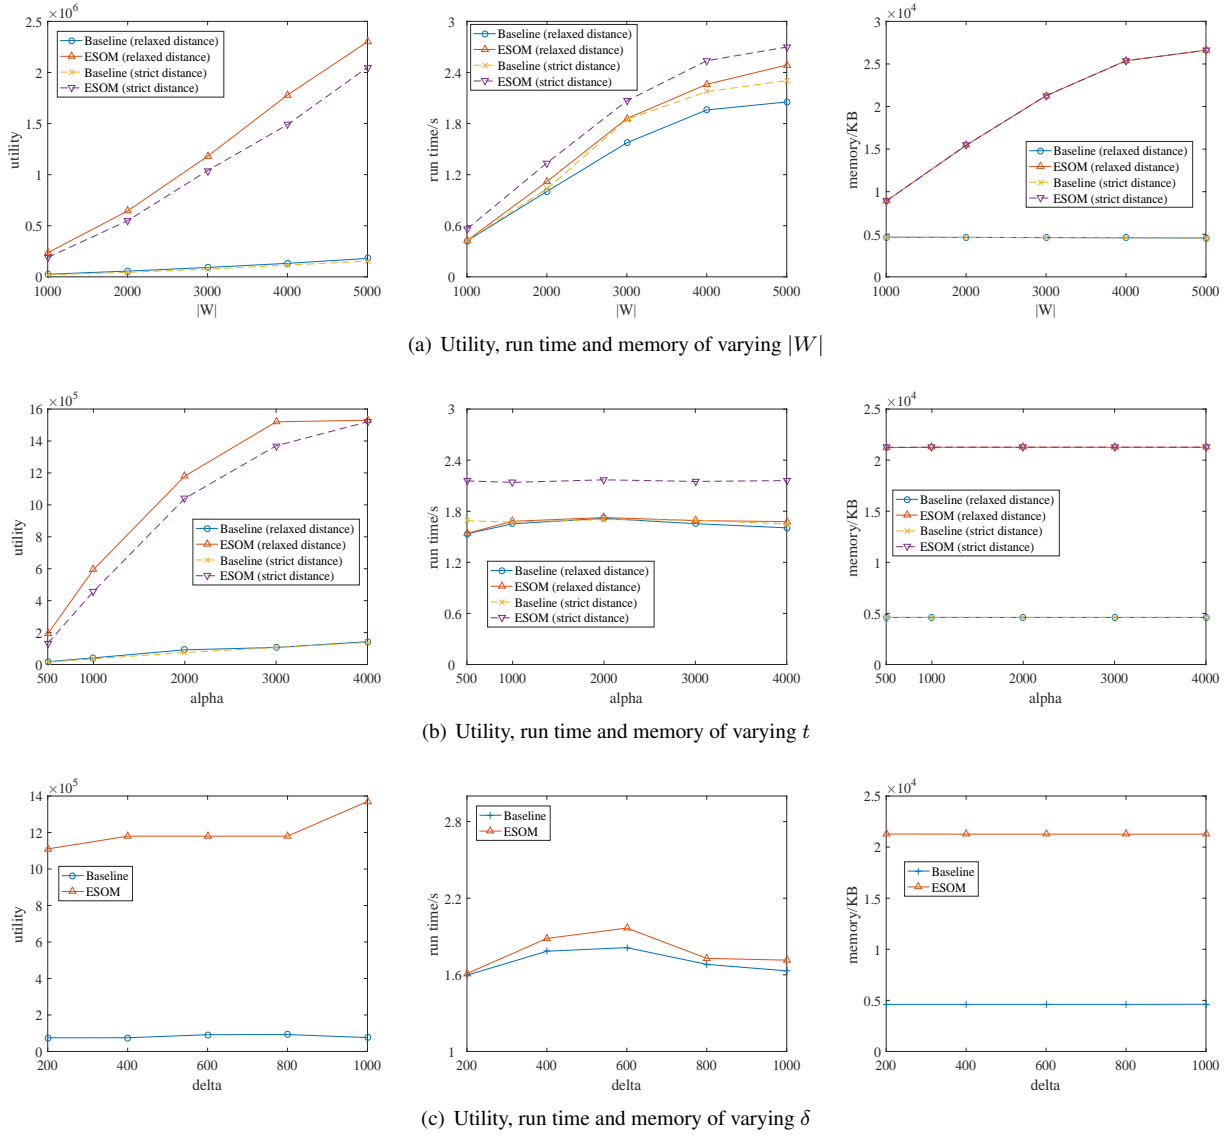 ×10^6
2.5
2
1.5
1
0.5
0
utility
Baseline (relaxed distance)
ESOM (relaxed distance)
Baseline (strict distance)
ESOM (strict distance)
1000 2000 3000 4000 5000
|W|
3
2.4
1.8
1.2
0.6
0
run time/s
Baseline (relaxed distance)
ESOM (relaxed distance)
Baseline (strict distance)
ESOM (strict distance)
1000 2000 3000 4000 5000
|W|
×10^4
3
2.5
2
1.5
1
0.5
0
memory/KB
Baseline (relaxed distance)
ESOM (relaxed distance)
Baseline (strict distance)
ESOM (strict distance)
1000 2000 3000 4000 5000
|W|
(a) Utility, run time and memory of varying |W|
×10^5
16
14
12
10
8
6
4
2
0
utility
Baseline (relaxed distance)
ESOM (relaxed distance)
Baseline (strict distance)
ESOM (strict distance)
500 1000 2000 3000 4000
alpha
3
2.4
1.8
1.2
0.6
0
run time/s
Baseline (relaxed distance)
ESOM (relaxed distance)
Baseline (strict distance)
ESOM (strict distance)
500 1000 2000 3000 4000
alpha
×10^4
2.5
2
1.5
1
0.5
0
memory/KB
Baseline (relaxed distance)
ESOM (relaxed distance)
Baseline (strict distance)
ESOM (strict distance)
500 1000 2000 3000 4000
alpha
(b) Utility, run time and memory of varying t
×10^5
14
12
10
8
6
4
2
0
utility
Baseline
ESOM
200 400 600 800 1000
delta
2.8
2.2
1.6
1
run time/s
Baseline
ESOM
200 400 600 800 1000
delta
×10^4
2.5
2
1.5
1
0.5
0
memory/KB
Baseline
ESOM
200 400 600 800 1000
delta
(c) Utility, run time and memory of varying δ